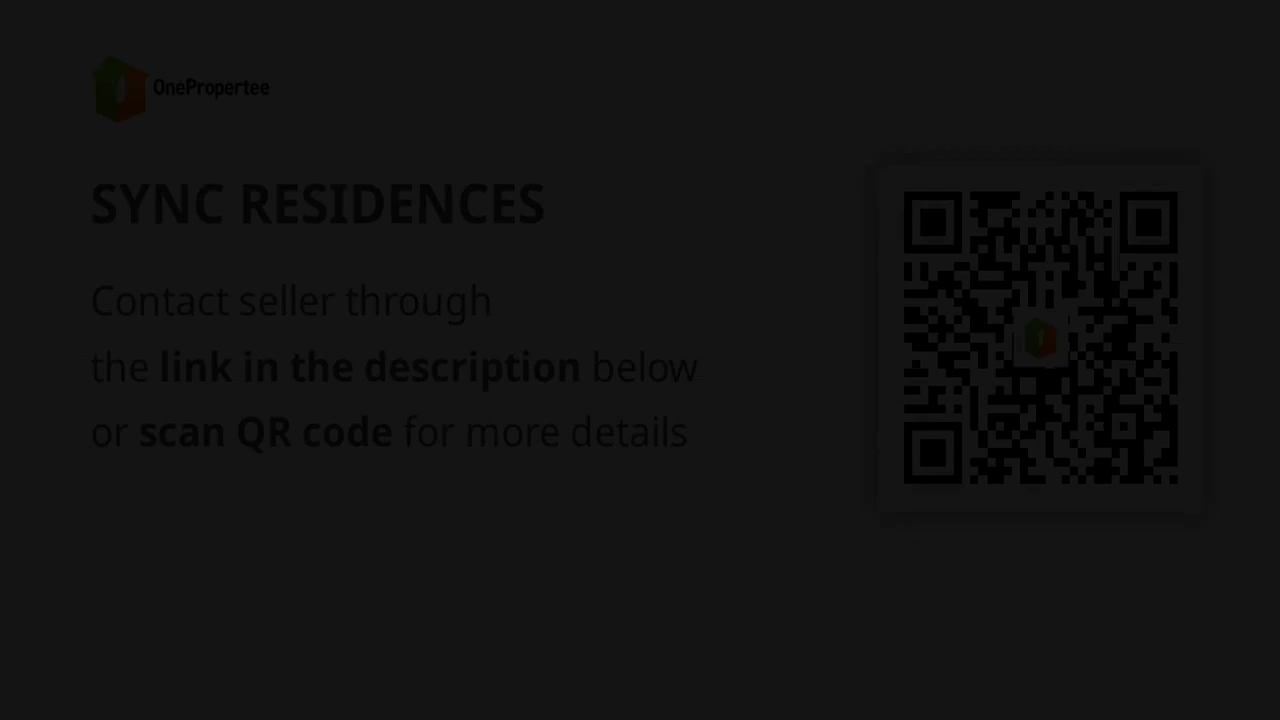 OnePropertee
SYNC RESIDENCES
Contact seller through
the link in the description below
or scan QR code for more details